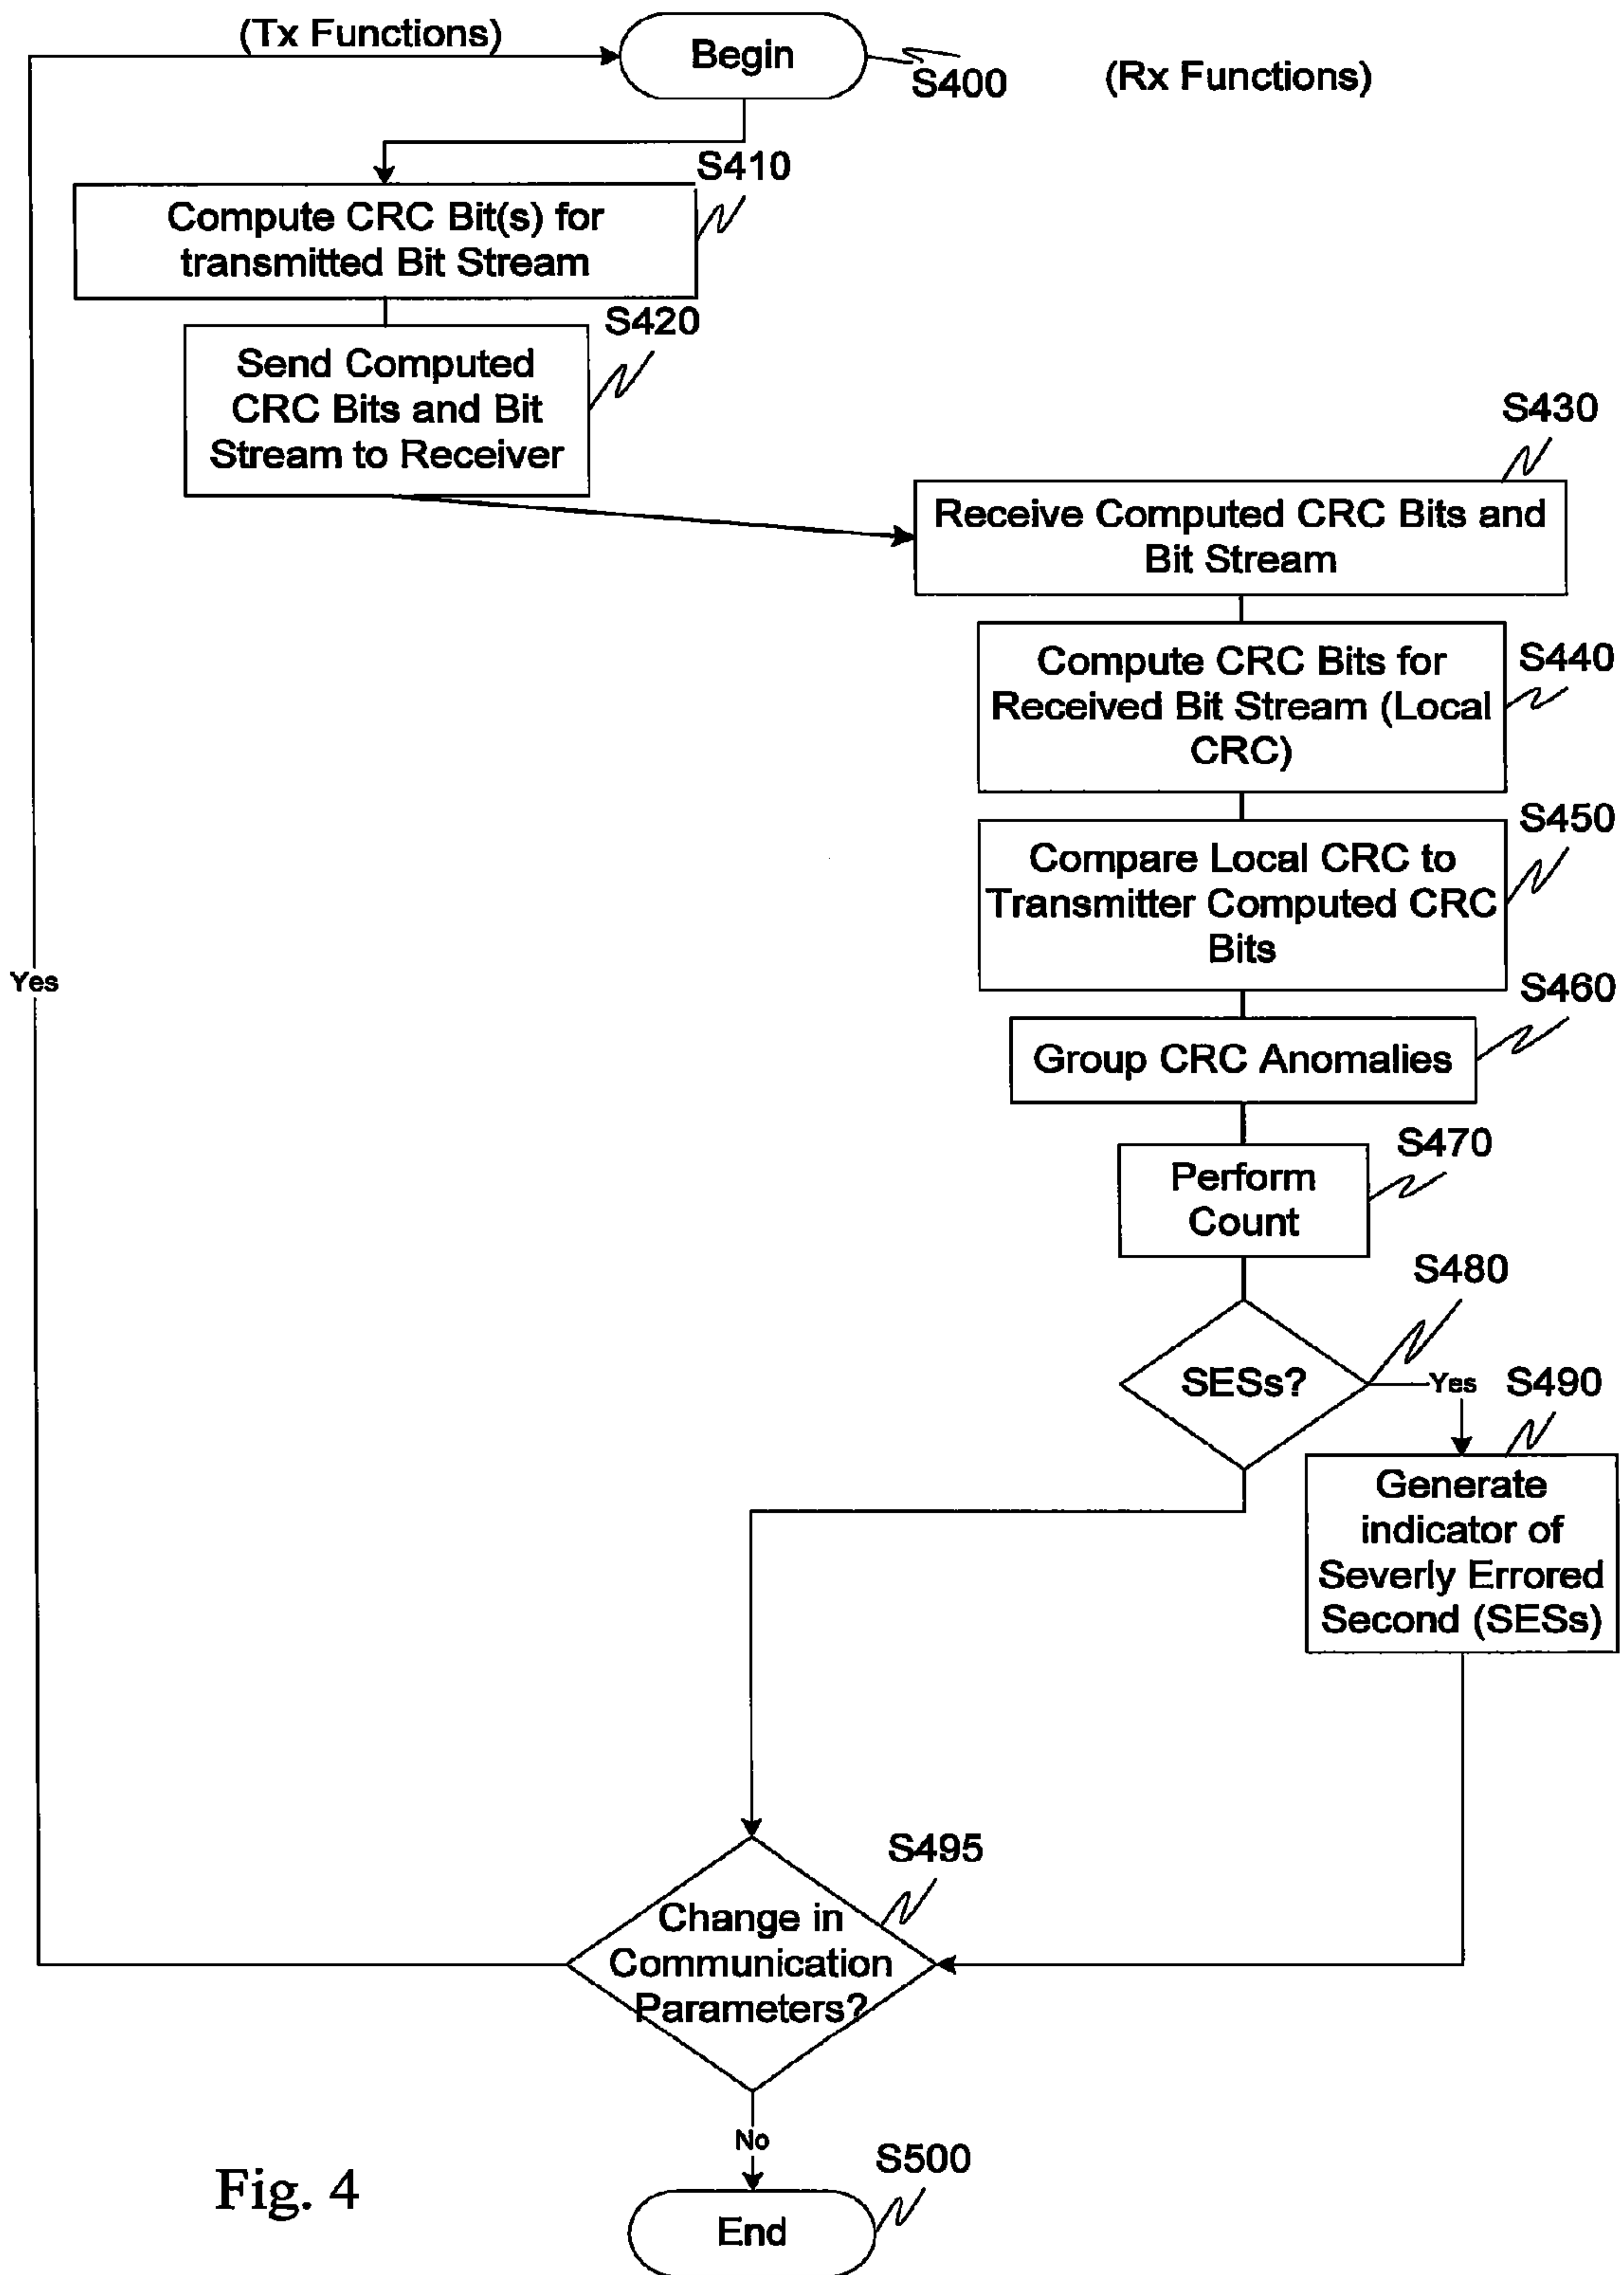 (Tx Functions)
Begin
S400
(Rx Functions)
S410
Compute CRC Bit(s) for
transmitted Bit Stream
S420
Send Computed
CRC Bits and Bit
Stream to Receiver
S430
Receive Computed CRC Bits and
Bit Stream
S440
Compute CRC Bits for
Received Bit Stream (Local
CRC)
S450
Compare Local CRC to
Transmitter Computed CRC
Bits
S460
Group CRC Anomalies
S470
Perform
Count
S480
SESs?
Yes
S490
Generate
indicator of
Severly Errored
Second (SESs)
Yes
S495
Change in
Communication
Parameters?
No
S500
End
Fig. 4